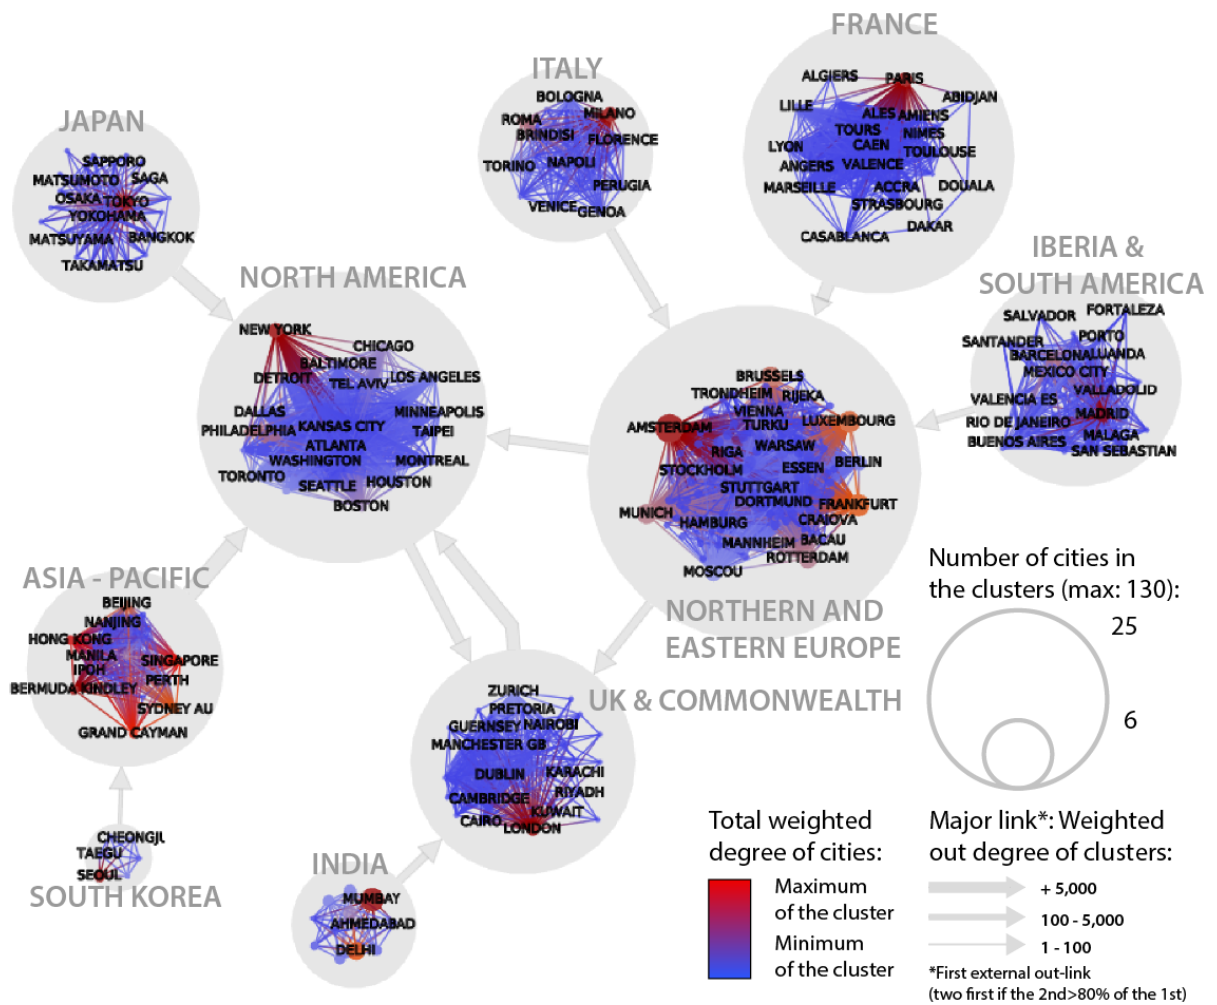 FRANCE
ALGIERS
PARIS
LILLE
ABIDJAN
ALES
AMIENS
TOURS
NIMES
LYON
CAEN
TOULOUSE
ANGERS
VALENCE
MARSEILLE
ACCRA
DOUALA
STRASBOURG
DAKAR
CASABLANCA
ITALY
BOLOGNA
ROMA
MILANO
BRINDISI
FLORENCE
TORINO
NAPOLI
PERUGIA
VENICE
GENOA
JAPAN
SAPPORO
MATSUMOTO
SAGA
OSAKA
TOKYO
YOKOHAMA
MATSUYAMA
BANGKOK
TAKAMATSU
IBERIA &
SOUTH AMERICA
SALVADOR
FORTALEZA
SANTANDER
PORTO
BARCELONA
LUANDA
MEXICO CITY
VALENCIA ES
VALLADOLID
RIO DE JANEIRO
MADRID
BUENOS AIRES
MALAGA
SAN SEBASTIAN
NORTH AMERICA
NEW YORK
CHICAGO
BALTIMORE
DETROIT
TEL AVIV
LOS ANGELES
DALLAS
MINNEAPOLIS
PHILADELPHIA
KANSAS CITY
TAIPEI
ATLANTA
WASHINGTON
MONTREAL
TORONTO
SEATTLE
HOUSTON
BOSTON
BRUSSELS
TRONDHEIM
RIJEKA
VIENNA
AMSTERDAM
TURKU
LUXEMBOURG
RIGA
WARSAW
STOCKHOLM
ESSEN
BERLIN
STUTTGART
MUNICH
DORTMUND
FRANKFURT
HAMBURG
CRAIOVA
MANNHEIM
BACAU
ROTTERDAM
MOSCOU
NORTHERN AND
EASTERN EUROPE
ASIA - PACIFIC
BEIJING
NANJING
HONG KONG
MANILA
SINGAPORE
IPOH
PERTH
BERMUDA KINDLEY
SYDNEY AU
GRAND CAYMAN
UK & COMMONWEALTH
ZURICH
PRETORIA
GUERNSEY
NAIROBI
MANCHESTER GB
DUBLIN
KARACHI
CAMBRIDGE
RIYADH
KUWAIT
CAIRO
LONDON
CHEONGJU
TAEGU
SEOUL
SOUTH KOREA
INDIA
MUMBAY
AHMEDABAD
DELHI
Number of cities in
the clusters (max: 130):
25
6
Total weighted
degree of cities:
Maximum
of the cluster
Minimum
of the cluster
Major link*: Weighted
out degree of clusters:
+ 5,000
100 - 5,000
1 - 100
*First external out-link
(two first if the 2nd>80% of the 1st)